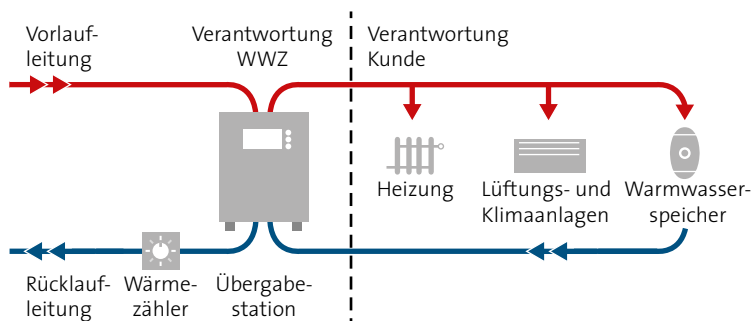 Vorlauf-
leitung
Verantwortung
WWZ
Verantwortung
Kunde
Heizung
Lüftungs- und
Klimaanlagen
Warmwasser-
speicher
Rücklauf-
leitung
Wärme-
zähler
Übergabe-
station